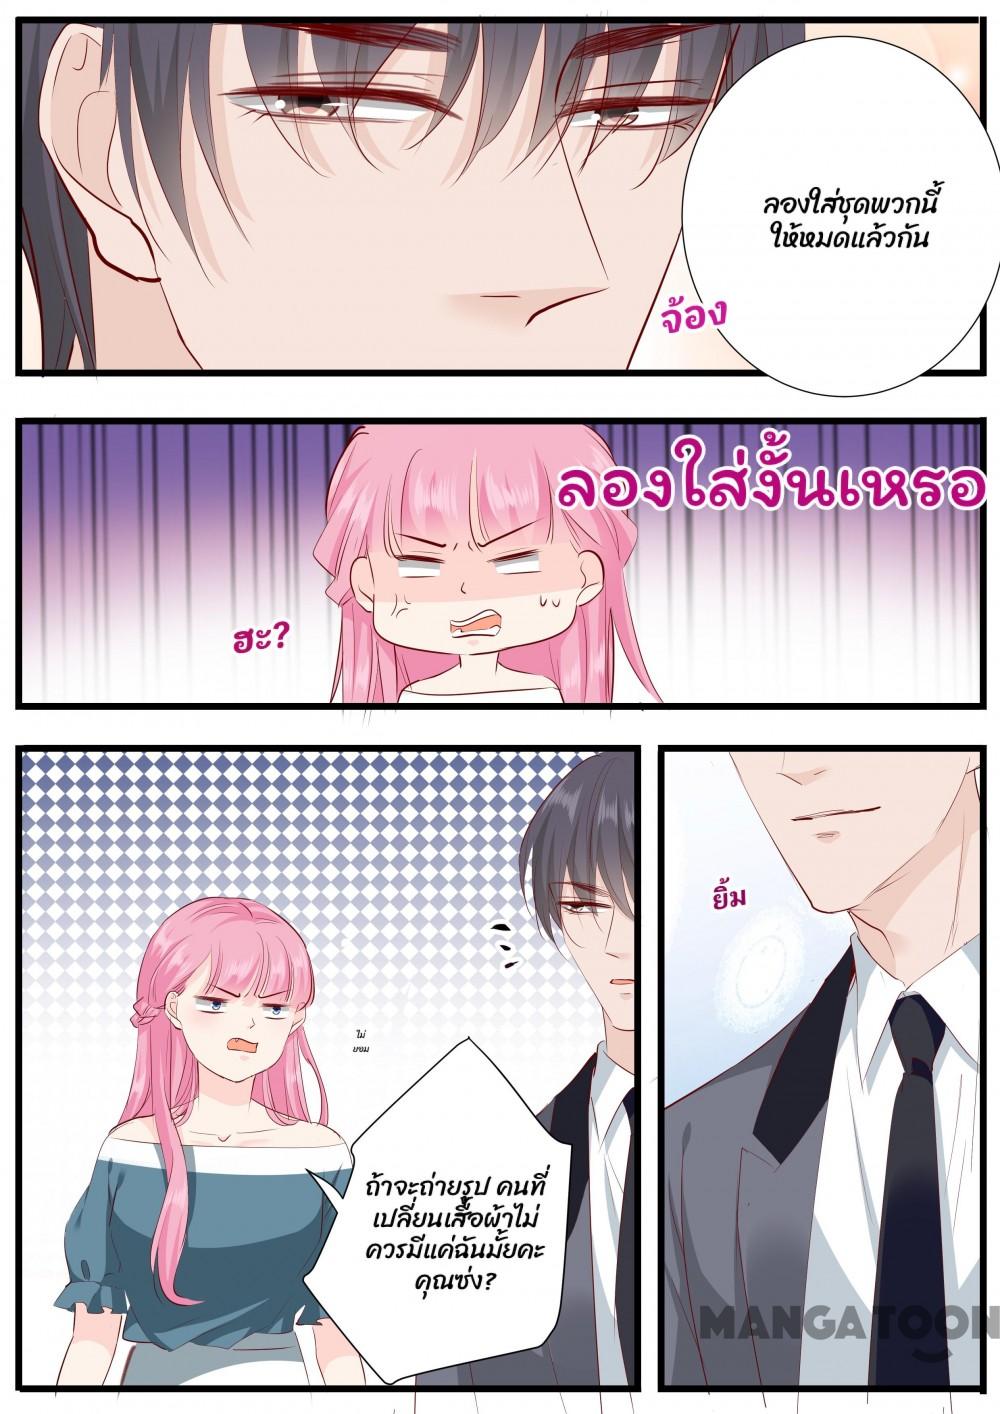 ลองใส่ชุดพวกนี้
ให้หมดแล้วกัน
จ้อง
ลองใส่งั้นเหรอ
ฮะ?
ไม่
ยอม
ถ้าจะถ่ายรูป คนที่
เปลี่ยนเสื้อผ้าไม่
ควรมีแค่ฉันมั้ยคะ
คุณซ่ง?
ยิ้ม
MANGATOON